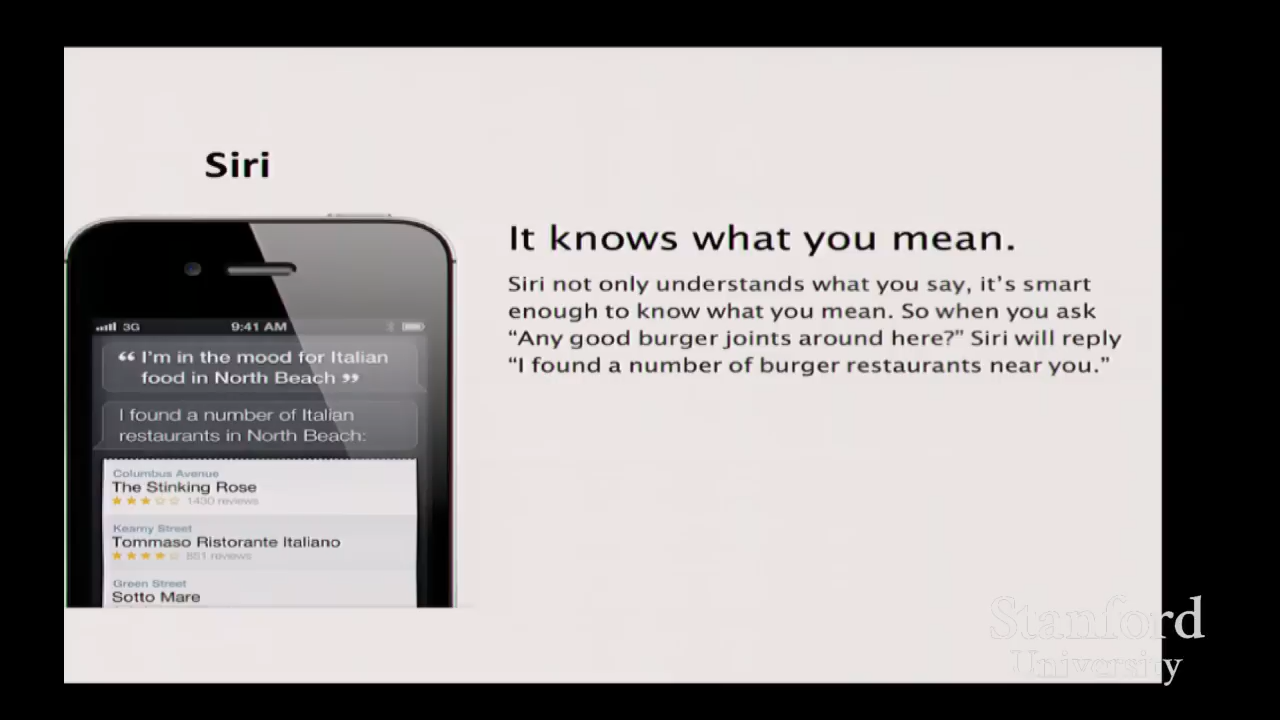 Siri
3G 9:41 AM
“ I’m in the mood for Italian
food in North Beach ”
I found a number of Italian
restaurants in North Beach:
Columbus Avenue
The Stinking Rose
1430 reviews
Kearny Street
Tommaso Ristorante Italiano
851 reviews
Green Street
Sotto Mare
It knows what you mean.
Siri not only understands what you say, it’s smart
enough to know what you mean. So when you ask
“Any good burger joints around here?” Siri will reply
“I found a number of burger restaurants near you.”
Stanford
University